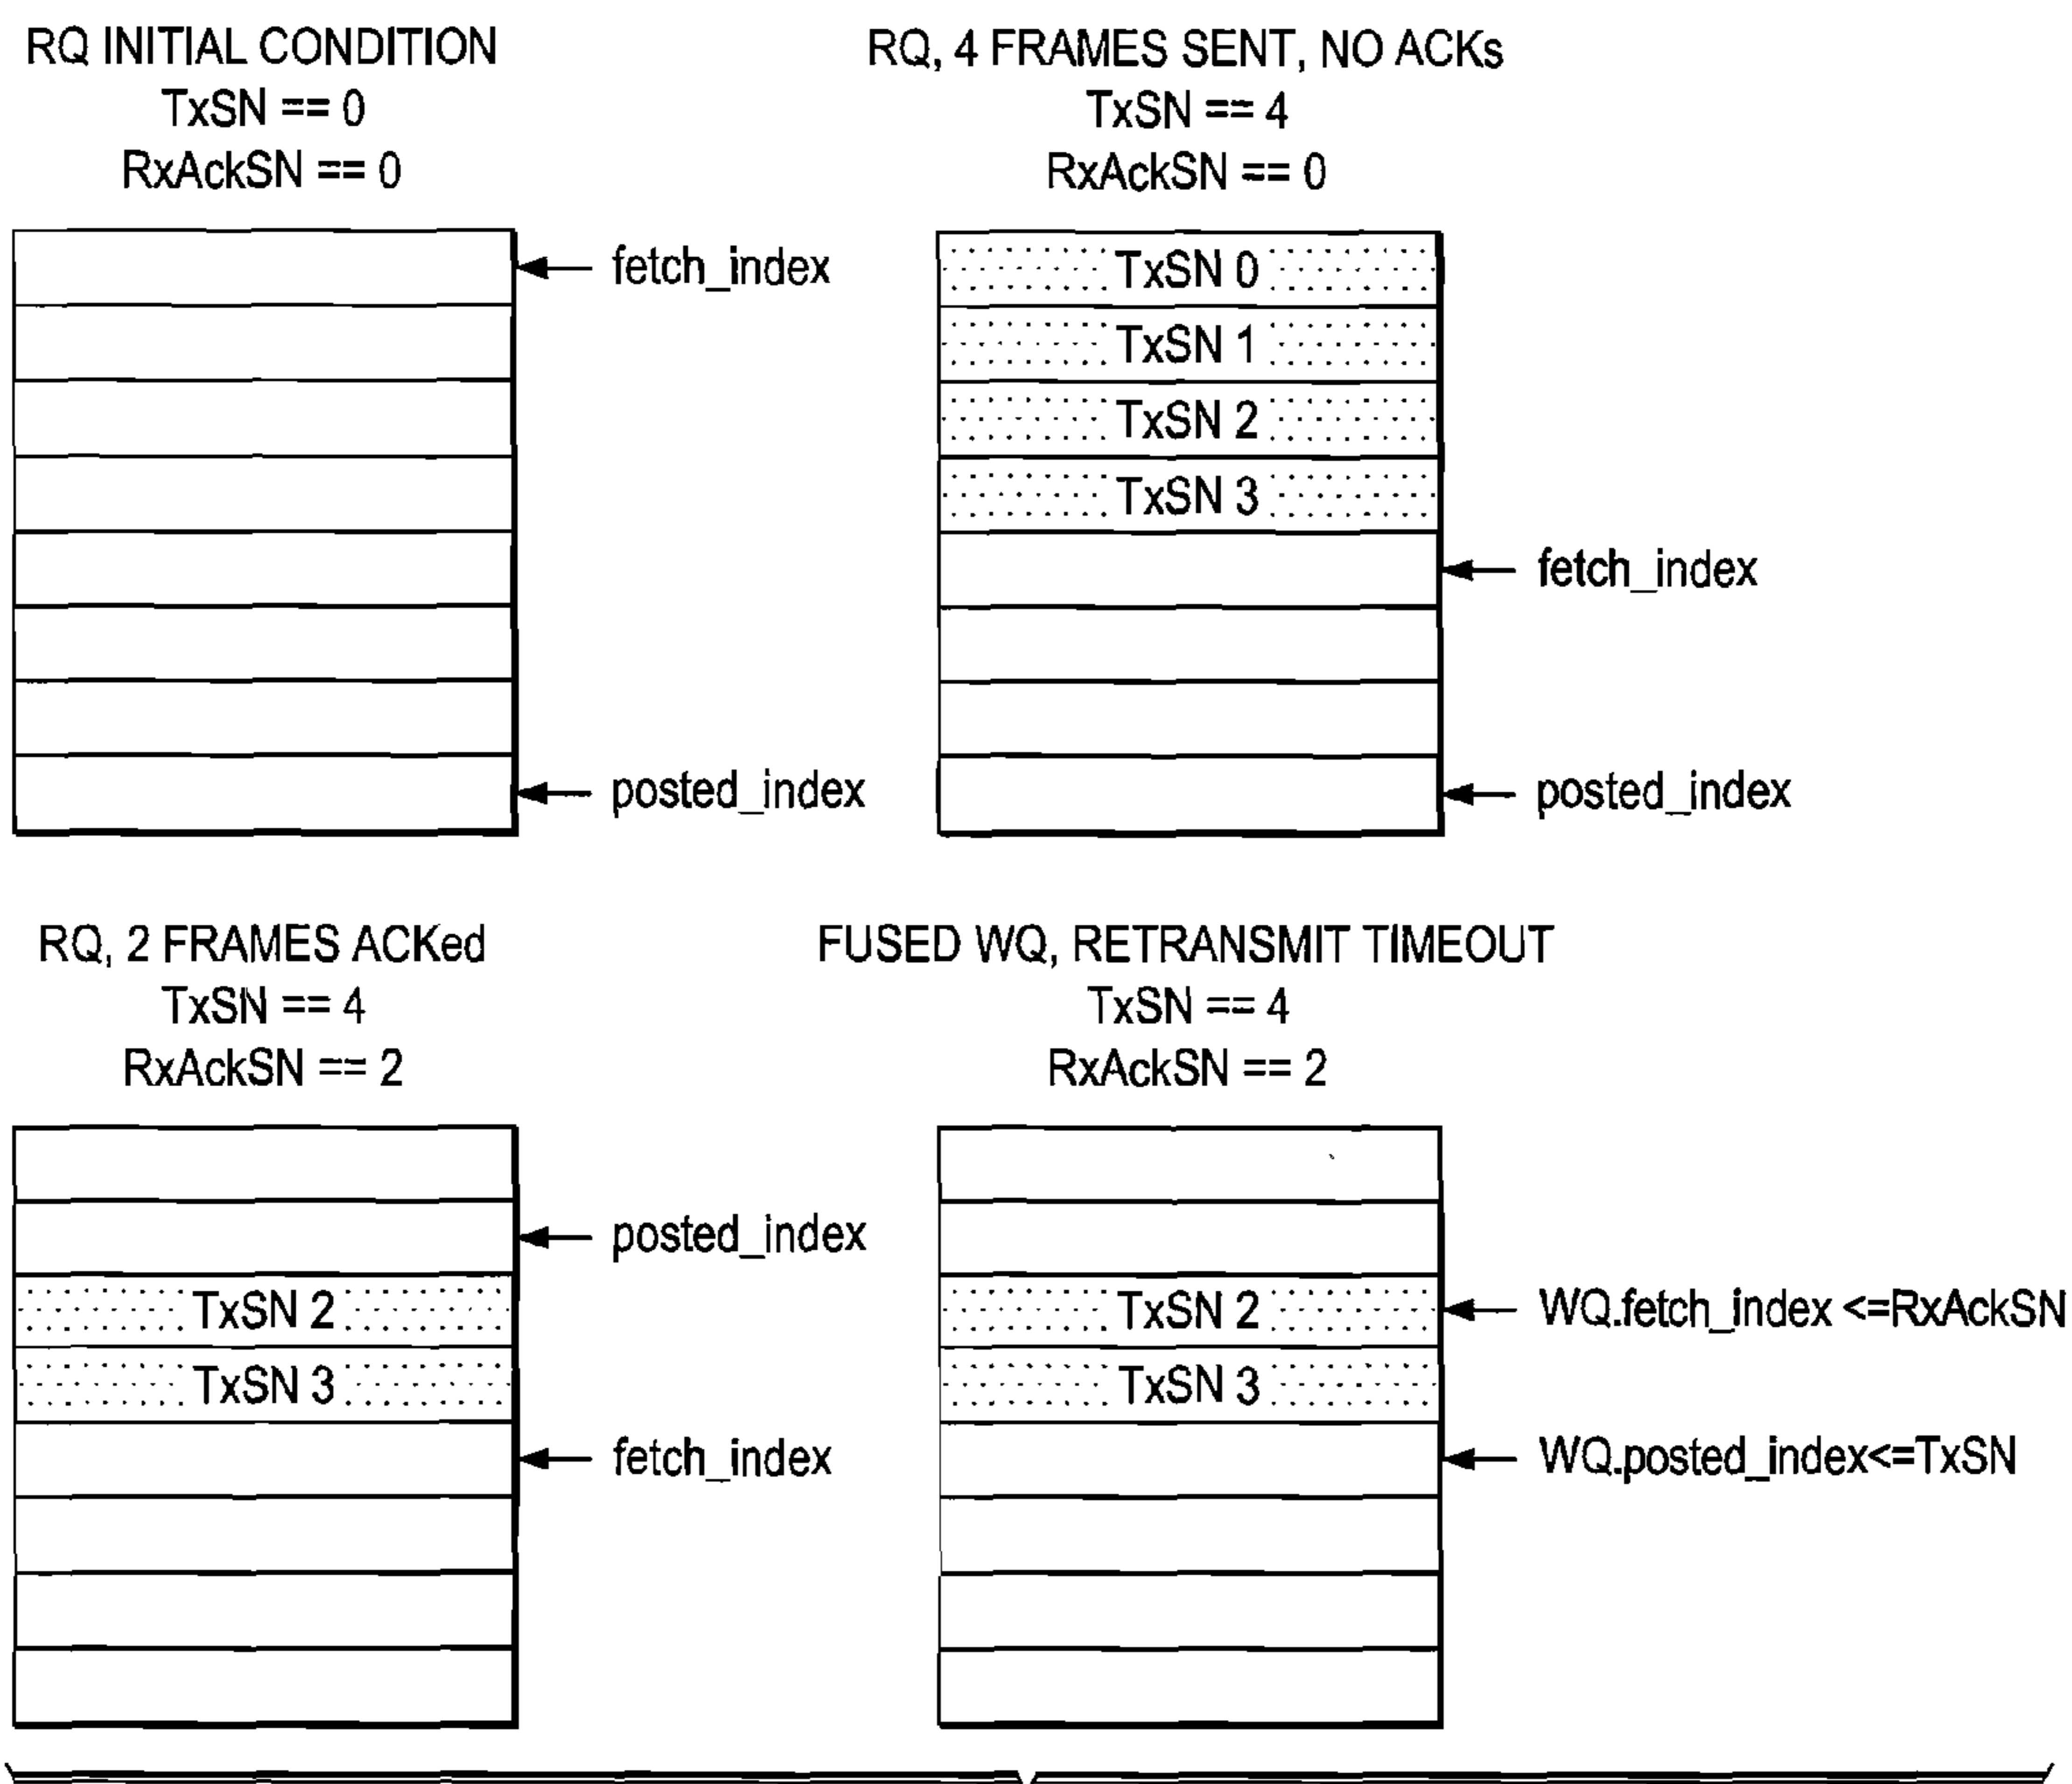 RQ INITIAL CONDITION
TxSN == 0
RxAckSN == 0
fetch_index
posted_index
RQ, 4 FRAMES SENT, NO ACKs
TxSN == 4
RxAckSN == 0
TxSN 0
TxSN 1
TxSN 2
TxSN 3
fetch_index
posted_index
RQ, 2 FRAMES ACKed
TxSN == 4
RxAckSN == 2
posted_index
TxSN 2
TxSN 3
fetch_index
FUSED WQ, RETRANSMIT TIMEOUT
TxSN == 4
RxAckSN == 2
TxSN 2
WQ.fetch_index <=RxAckSN
TxSN 3
WQ.posted_index<=TxSN